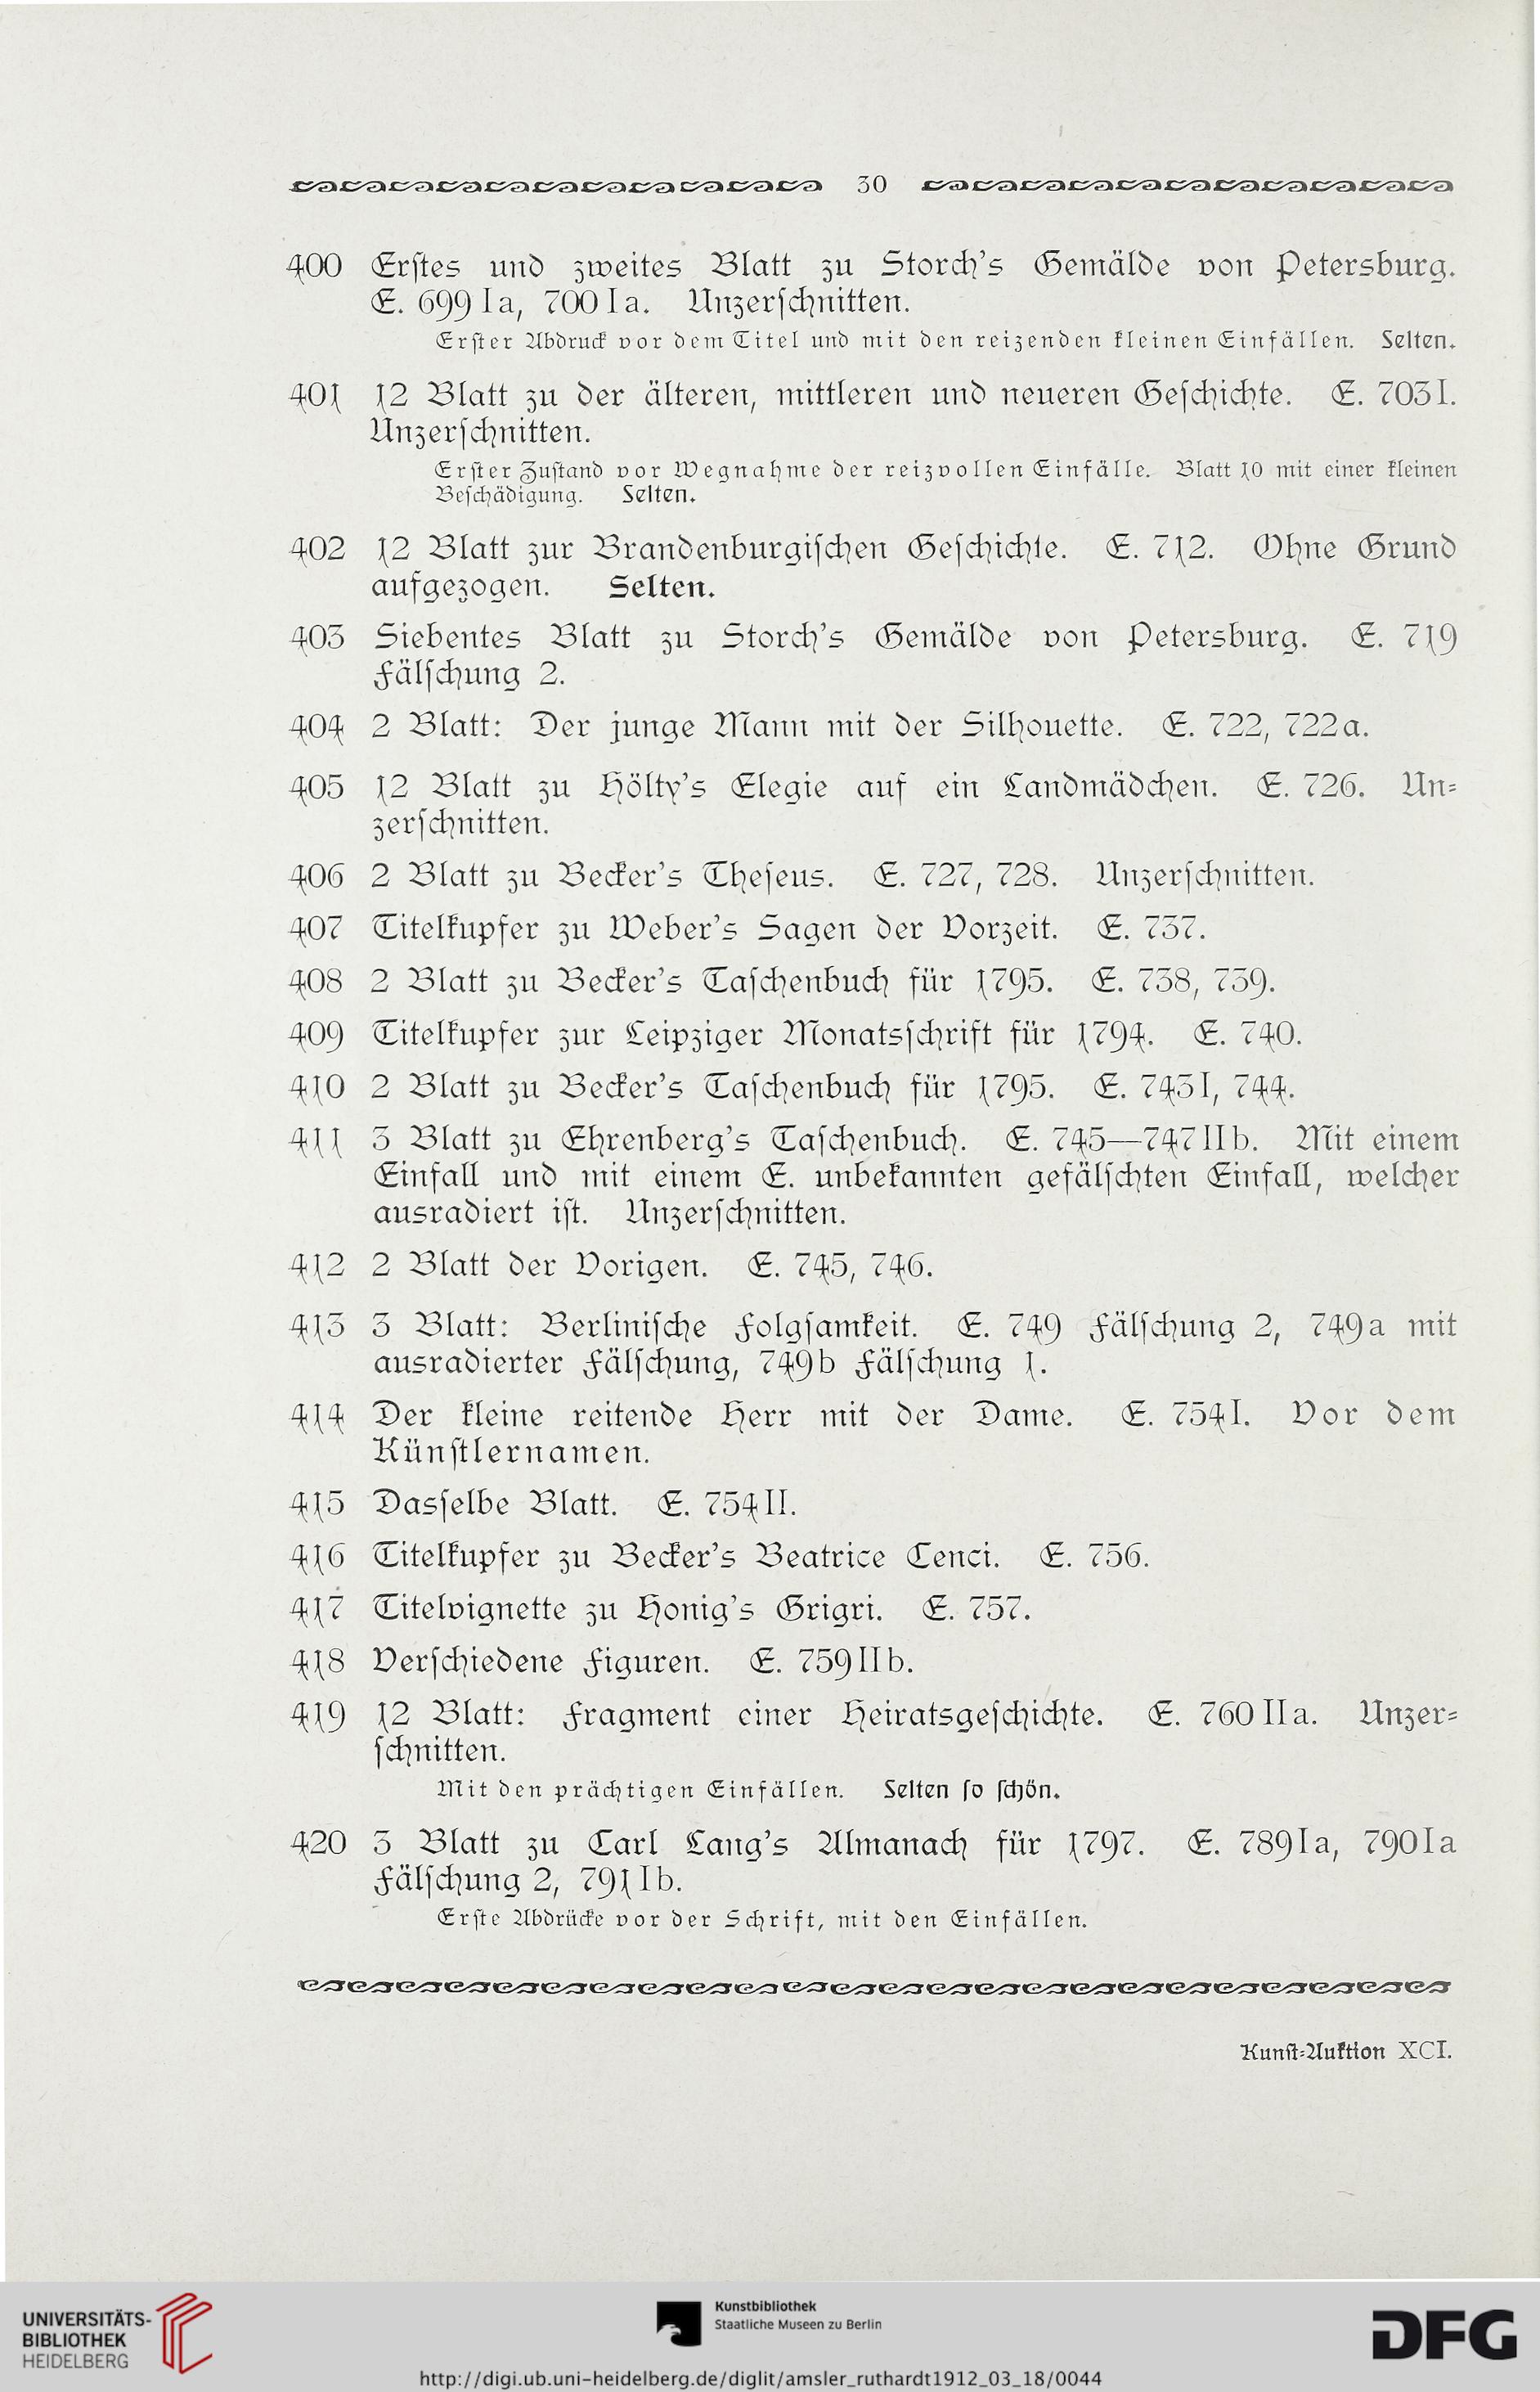 30
400 Erſtes und zweites Blatt zu Storch's Gemälde von Petersburg.
E. 699 Ia, 700 Ia. Unzerſchnitten.
Erſter Abdruck vor dem Titel und mit den reizenden kleinen Einfällen. Selten.
401 12 Blatt zu der älteren, mittleren und neueren Geſchichte. E. 703 I.
Unzerſchnitten.
Erſter Zuſtand vor Wegnahme der reizvollen Einfälle. Blatt 10 mit einer kleinen
Beſchädigung. Selten.
402 12 Blatt zur Brandenburgiſchen Geſchichte. E. 712. Ohne Grund
aufgezogen. Selten.
403 Siebentes Blatt zu Storch's Gemälde von Petersburg. E. 719
Fälſchung 2.
404 2 Blatt: Der junge Mann mit der Silhouette. E. 722, 722a.
405 12 Blatt zu Hölty's Elegie auf ein Landmädchen. E. 726. Un-
zerſchnitten.
406 2 Blatt zu Becker's Theſeus. E. 727, 728. Unzerſchnitten.
407 Titelkupfer zu Weber's Sagen der Vorzeit. E. 737.
408 2 Blatt zu Becker's Taſchenbuch für 1795. E. 738, 739.
409 Titelkupfer zur Leipziger Monatsſchrift für 1794. E. 740.
410 2 Blatt zu Becker's Taſchenbuch für 1795. E. 743 I, 744.
411 3 Blatt zu Ehrenberg's Taſchenbuch. E. 745—747 IIb. Mit einem
Einfall und mit einem E. unbekannten gefälſchten Einfall, welcher
ausradiert iſt. Unzerſchnitten.
412 2 Blatt der Vorigen. E. 745, 746.
413 3 Blatt: Berliniſche Folgſamkeit. E. 749 Fälſchung 2, 749a mit
ausradierter Fälſchung, 749b Fälſchung 1.
414 Der kleine reitende Herr mit der Dame. E. 754 I. Vor dem
Künſtlernamen.
415 Dasſelbe Blatt. E. 754 II.
416 Titelkupfer zu Becker's Beatrice Cenci. E. 756.
417 Titelvignette zu Honig's Grigri. E. 757.
418 Verſchiedene Figuren. E. 759 IIb.
419 12 Blatt: Fragment einer Heiratsgeſchichte. E. 760 IIa. Unzer-
ſchnitten.
Mit den prächtigen Einfällen. Selten ſo ſchön.
420 3 Blatt zu Carl Lang's Almanach für 1797. E. 789 Ia, 790 Ia
Fälſchung 2, 791 Ib.
Erſte Abdrücke vor der Schrift, mit den Einfällen.
Kunſt-Auktion XCI.
UNIVERSITÄTS-
BIBLIOTHEK
HEIDELBERG
Kunstbibliothek
Staatliche Museen zu Berlin
DFG
http://digi.ub.uni-heidelberg.de/diglit/amsler_ruthardt1912_03_18/0044